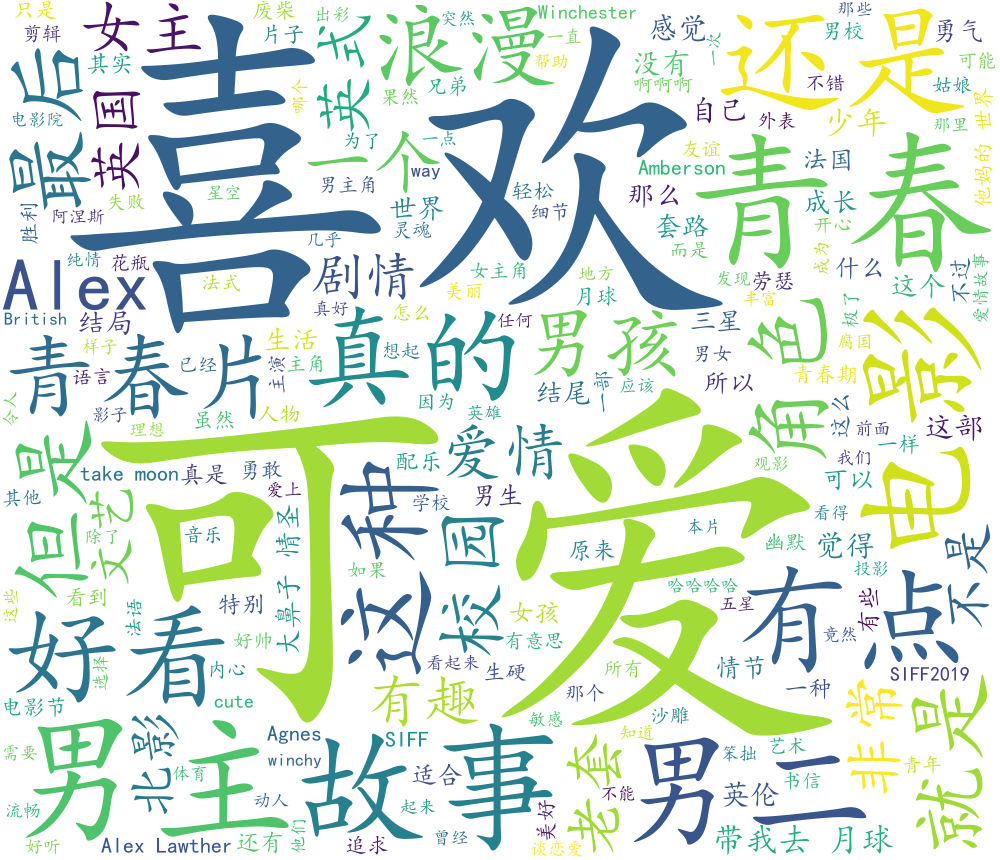 只是
剪辑
女主
废柴
片子
出彩
英式
突然
浪漫
Winchester
一直
帮助
感觉
一次
那些
男校
还是
勇气
可能
最后
其实
英国
电影院
喜欢
哪个
果然
兄弟
没有
啊啊啊
不错
姑娘
自己
外表
少年
那里
世界
为了
一点
一个
友谊
Amberson
青春
法国
他妈的
胜利
失败
阿涅斯
星空
男主角
way
轻松
细节
那么
成长
世界
灵魂
套路
开心
Alex
纯情
花瓶
几乎
剧情
法式
女主角
地方
而是
发现
劳瑟
成为
什么
这个
不过
爱情故事
British
结局
真好
美丽
怎么
月球
丰富
极了
样子
生活
真的
任何
男孩
三星
角色
腐国
电影
青春片
语言
已经
主演
主角
想起
男女
影子
结尾
一部
应该
所以
青春期
令人
理想
虽然
人物
因为
英雄
这么
前面
这部
但是
可爱
爱情
一样
take moon
真是
勇敢
配乐
观影
我们
可以
其他
爱上
这种
学校
男生
看得
文艺
除了
音乐
情圣
校园
原来
本片
幽默
觉得
不是
这些
看到
法语
大鼻子
如果
哈哈哈哈
投影
好看
特别
女孩
有意思
五星
有点
有些
选择
好帅
内心
看起来
生硬
所有
情节
竟然
SIFF2019
电影节
cute
有趣
那个
一种
非常
就是
男主
北影
Agnes
SIFF
敏感
沙雕
知道
需要
体育
winchy
故事
适合
老套
男二
笨拙
艺术
书信
青年
流畅
动人
起来
美好
不能
英伦
好听
Alex Lawther
还有
他们
追求
曾经
谈恋爱
带我去 月球